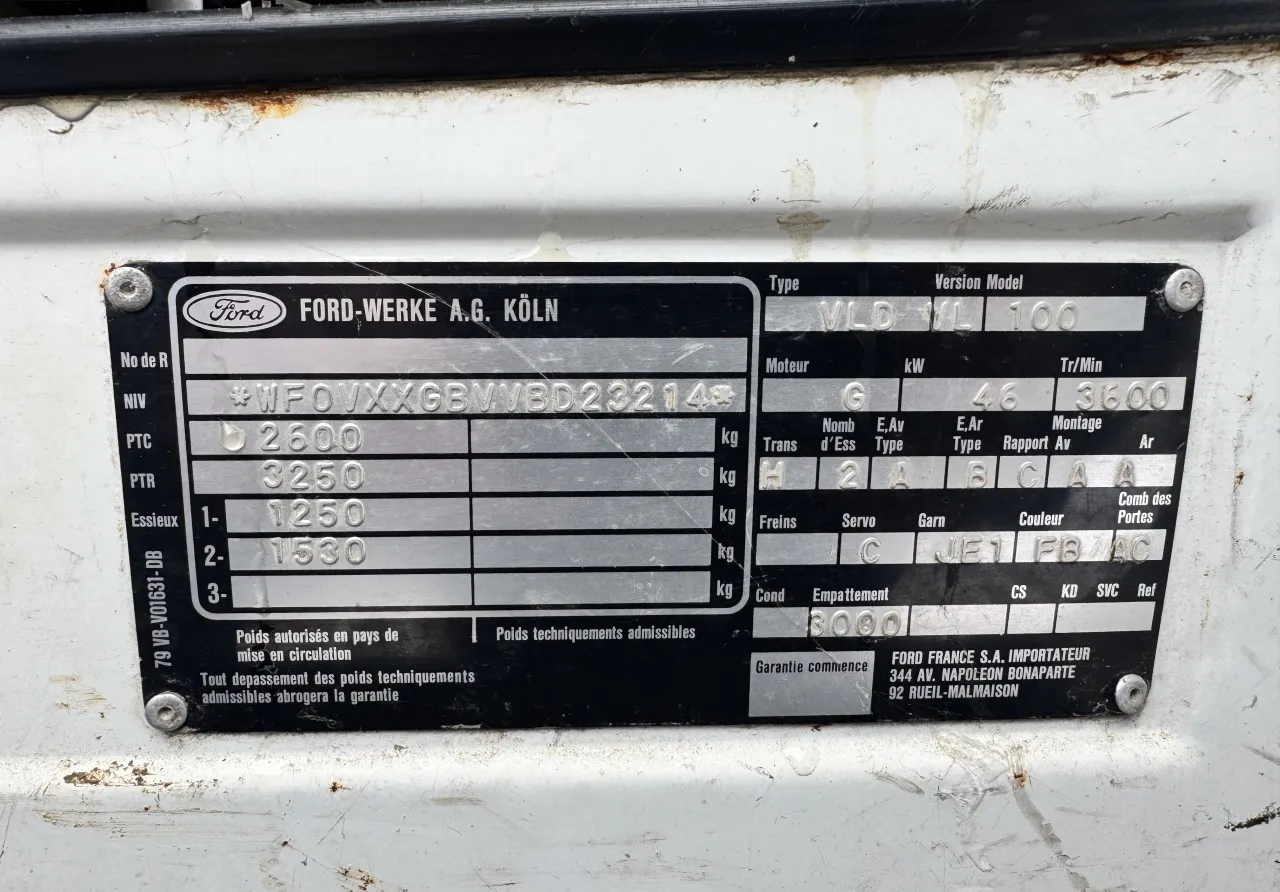 Ford FORD-WERKE A.G. KÖLN
No de R
NIV *WF0VXXGBVVBD23214*
PTC 2600 kg
PTR 3250 kg
Essieux 1- 1250 kg
2- 1530 kg
3- kg
Poids autorisés en pays de
mise en circulation
Poids techniquements admissibles
Tout depassement des poids techniquements
admissibles abrogera la garantie
79 VB-V01631-DB
Type Version Model
VLD VL 100
Moteur kW Tr/Min
G 46 3600
Trans Nomb d'Ess E,Av Type E,Ar Type Rapport Montage Av Ar
H 2 A B C A A
Freins Servo Garn Couleur Comb des Portes
C JE1 FB AC
Cond Empattement CS KD SVC Ref
3000
Garantie commence
FORD FRANCE S.A. IMPORTATEUR
344 AV. NAPOLEON BONAPARTE
92 RUEIL-MALMAISON